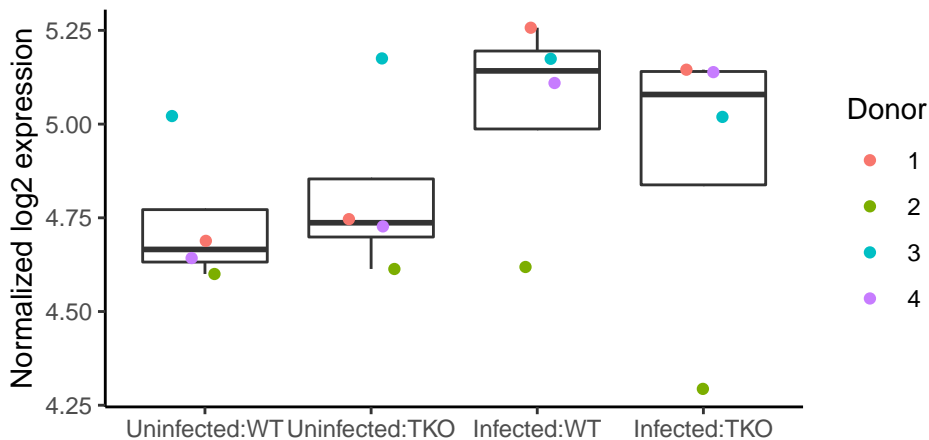 Normalized log2 expression
5.25
5.00
4.75
4.50
4.25
Uninfected:WT
Uninfected:TKO
Infected:WT
Infected:TKO
Donor
1
2
3
4